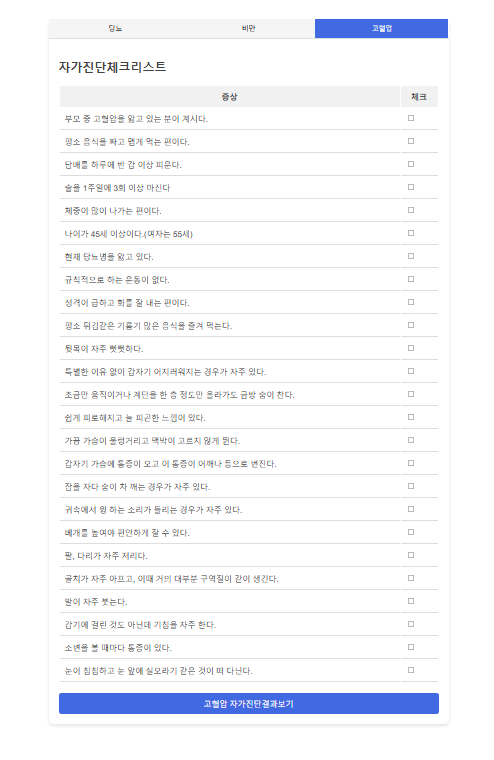 당뇨
비만
고혈압
자가진단체크리스트
증상
체크
부모 중 고혈압을 앓고 있는 분이 계시다.
평소 음식을 짜고 맵게 먹는 편이다.
담배를 하루에 반 갑 이상 피운다.
술을 1주일에 3회 이상 마신다
체중이 많이 나가는 편이다.
나이가 45세 이상이다.(여자는 55세)
현재 당뇨병을 앓고 있다.
규칙적으로 하는 운동이 없다.
성격이 급하고 화를 잘 내는 편이다.
평소 튀김같은 기름기 많은 음식을 즐겨 먹는다.
뒷목이 자주 뻣뻣하다.
특별한 이유 없이 갑자기 어지러워지는 경우가 자주 있다.
조금만 움직이거나 계단을 한 층 정도만 올라가도 금방 숨이 찬다.
쉽게 피로해지고 늘 피곤한 느낌이 있다.
가끔 가슴이 울렁거리고 맥박이 고르지 않게 뛴다.
갑자기 가슴에 통증이 오고 이 통증이 어깨나 등으로 번진다.
잠을 자다 숨이 차 깨는 경우가 자주 있다.
귀속에서 윙 하는 소리가 들리는 경우가 자주 있다.
베개를 높여야 편안하게 잘 수 있다.
팔, 다리가 자주 저리다.
골치가 자주 아프고, 이때 거의 대부분 구역질이 같이 생긴다.
발이 자주 붓는다.
감기에 걸린 것도 아닌데 기침을 자주 한다.
소변을 볼 때마다 통증이 있다.
눈이 침침하고 눈 앞에 실오라기 같은 것이 떠 다닌다.
고혈압 자가진단결과보기